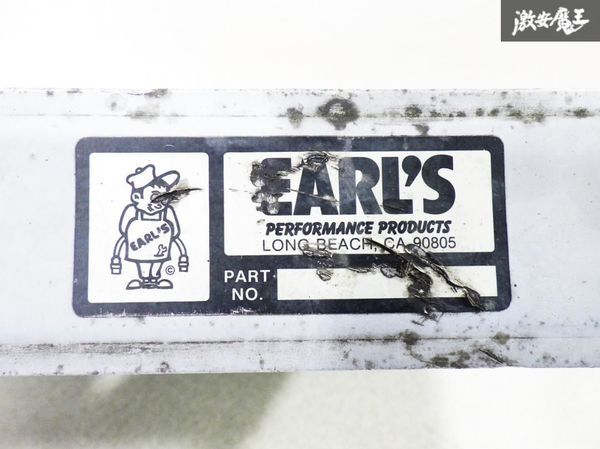 激安魔王
EARL'S
PERFORMANCE PRODUCTS
LONG BEACH, CA 90805
EARL'S
©
PART
NO.